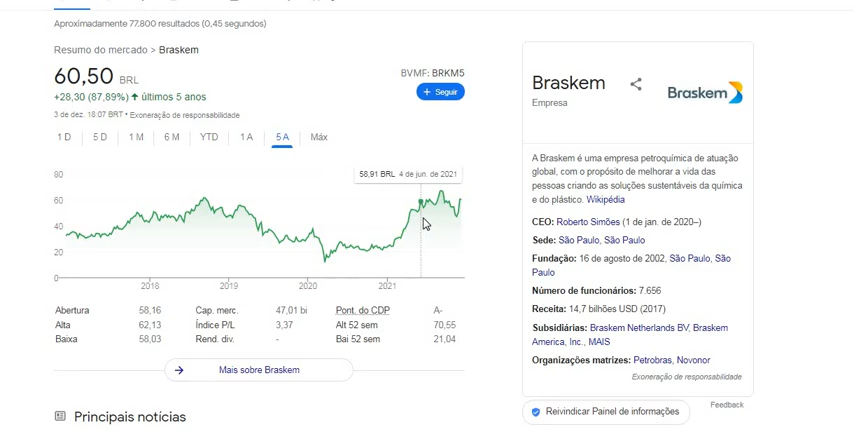 Aproximadamente 77.800 resultados (0,45 segundos)
Resumo do mercado > Braskem
60,50 BRL
+28,30 (87,89%) ↑ últimos 5 anos
3 de dez. 18:07 BRT • Exoneração de responsabilidade
BVMF: BRKM5
+ Seguir
1 D 5 D 1 M 6 M YTD 1 A 5 A Máx
58,91 BRL 4 de jun. de 2021
80
60
40
20
0
2018 2019 2020 2021
Abertura 58,16 Cap. merc. 47,01 bi Pont. do CDP A-
Alta 62,13 Índice P/L 3,37 Alt 52 sem 70,55
Baixa 58,03 Rend. div. - Bai 52 sem 21,04
Mais sobre Braskem
Principais notícias
Braskem
Empresa
Braskem
A Braskem é uma empresa petroquímica de atuação
global, com o propósito de melhorar a vida das
pessoas criando as soluções sustentáveis da química
e do plástico. Wikipédia
CEO: Roberto Simões (1 de jan. de 2020–)
Sede: São Paulo, São Paulo
Fundação: 16 de agosto de 2002, São Paulo, São
Paulo
Número de funcionários: 7.656
Receita: 14,7 bilhões USD (2017)
Subsidiárias: Braskem Netherlands BV, Braskem
America, Inc., MAIS
Organizações matrizes: Petrobras, Novonor
Exoneração de responsabilidade
Reivindicar Painel de informações
Feedback